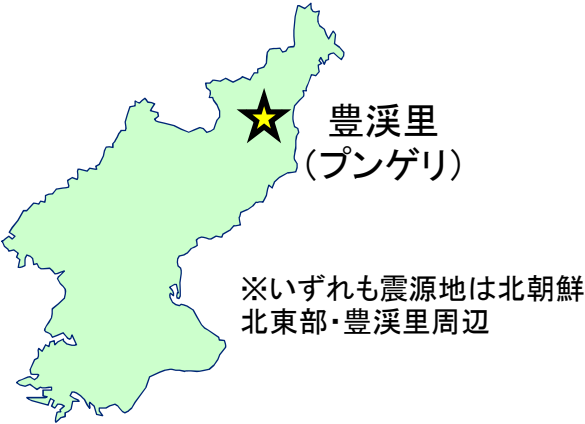 豊渓里
(プンゲリ)
※いずれも震源地は北朝鮮
北東部・豊渓里周辺